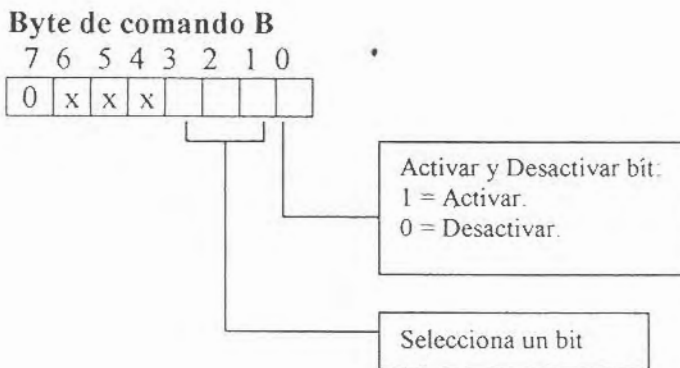 Byte de comando B
7 6 5 4 3 2 1 0
0 x x x
Activar y Desactivar bit:
1 = Activar.
0 = Desactivar.
Selecciona un bit